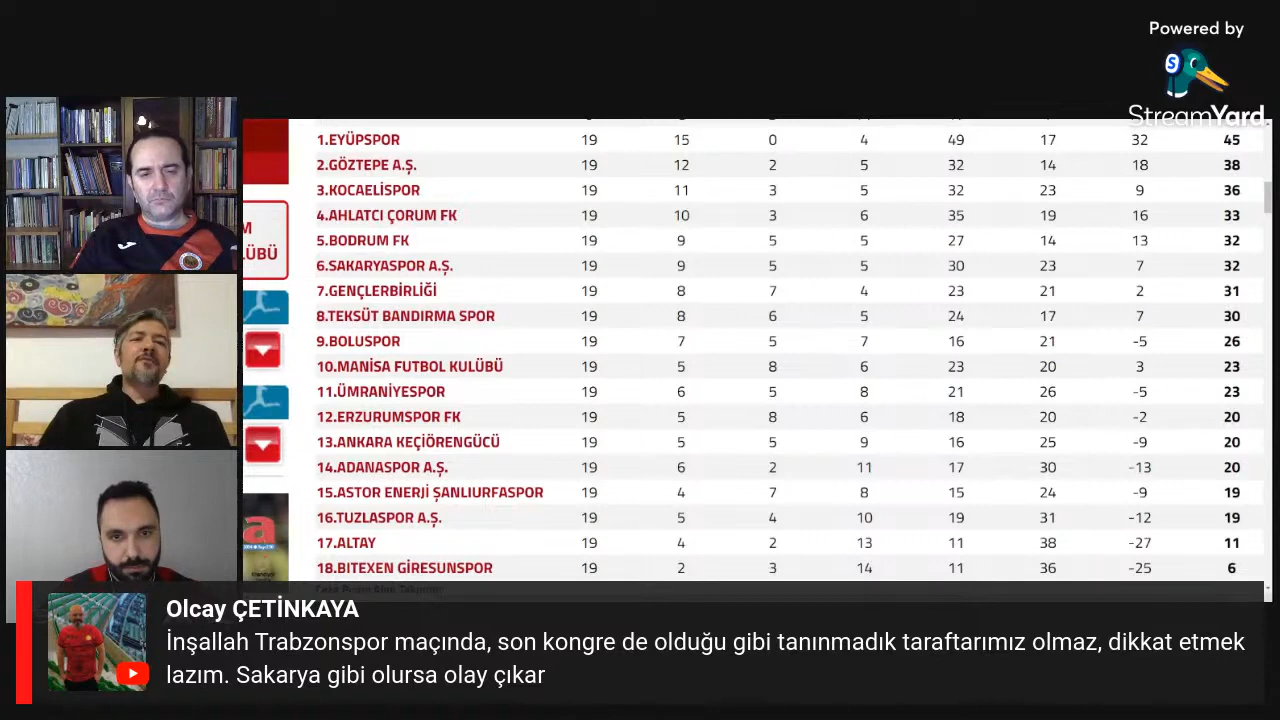 Powered by
S
StreamYard
M
ÜBÜ
1.EYÜPSPOR 19 15 0 4 49 17 32 45
2.GÖZTEPE A.Ş. 19 12 2 5 32 14 18 38
3.KOCAELİSPOR 19 11 3 5 32 23 9 36
4.AHLATCI ÇORUM FK 19 10 3 6 35 19 16 33
5.BODRUM FK 19 9 5 5 27 14 13 32
6.SAKARYASPOR A.Ş. 19 9 5 5 30 23 7 32
7.GENÇLERBİRLİĞİ 19 8 7 4 23 21 2 31
8.TEKSÜT BANDIRMA SPOR 19 8 6 5 24 17 7 30
9.BOLUSPOR 19 7 5 7 16 21 -5 26
10.MANİSA FUTBOL KULÜBÜ 19 5 8 6 23 20 3 23
11.ÜMRANİYESPOR 19 6 5 8 21 26 -5 23
12.ERZURUMSPOR FK 19 5 8 6 18 20 -2 20
13.ANKARA KEÇİÖRENGÜCÜ 19 5 5 9 16 25 -9 20
14.ADANASPOR A.Ş. 19 6 2 11 17 30 -13 20
15.ASTOR ENERJİ ŞANLIURFASPOR 19 4 7 8 15 24 -9 19
16.TUZLASPOR A.Ş. 19 5 4 10 19 31 -12 19
17.ALTAY 19 4 2 13 11 38 -27 11
18.BITEXEN GİRESUNSPOR 19 2 3 14 11 36 -25 6
Olcay ÇETİNKAYA
İnşallah Trabzonspor maçında, son kongre de olduğu gibi tanınmadık taraftarımız olmaz, dikkat etmek
lazım. Sakarya gibi olursa olay çıkar